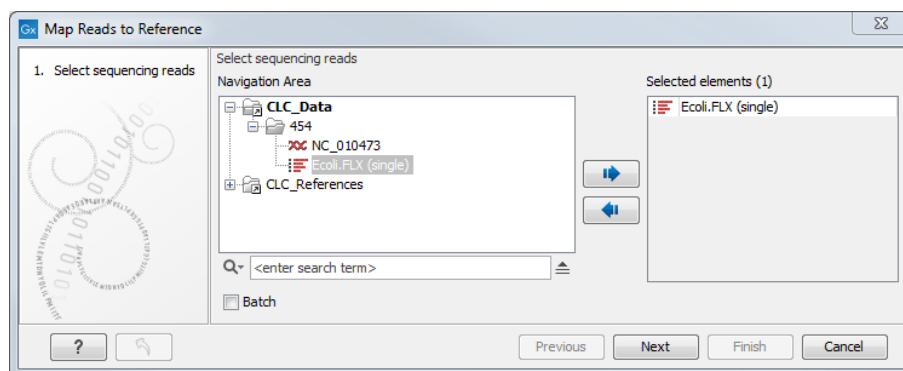 Gx Map Reads to Reference
1. Select sequencing reads
Select sequencing reads
Navigation Area
CLC_Data
454
NC_010473
Ecoli.FLX (single)
CLC_References
<enter search term>
Batch
Selected elements (1)
Ecoli.FLX (single)
?
Previous
Next
Finish
Cancel